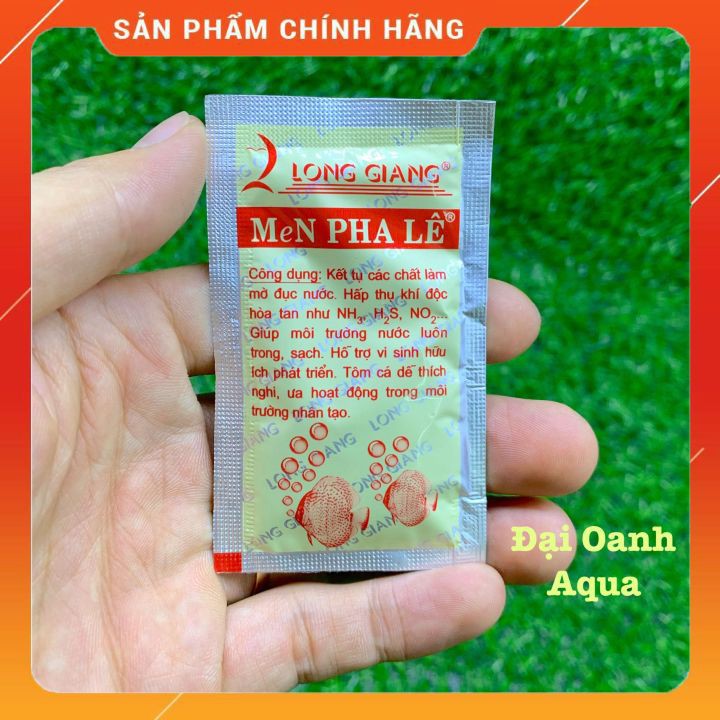 SẢN PHẨM CHÍNH HÃNG
LONG GIANG®
MeN PHA LÊ®
Công dụng: Kết tụ các chất làm
mờ đục nước. Hấp thụ khí độc
hòa tan như NH₃, H₂S, NO₂...
Giúp môi trường nước luôn
trong, sạch. Hỗ trợ vi sinh hữu
ích phát triển. Tôm cá dễ thích
nghi, ưa hoạt động trong môi
trường nhân tạo.
Đại Oanh
Aqua